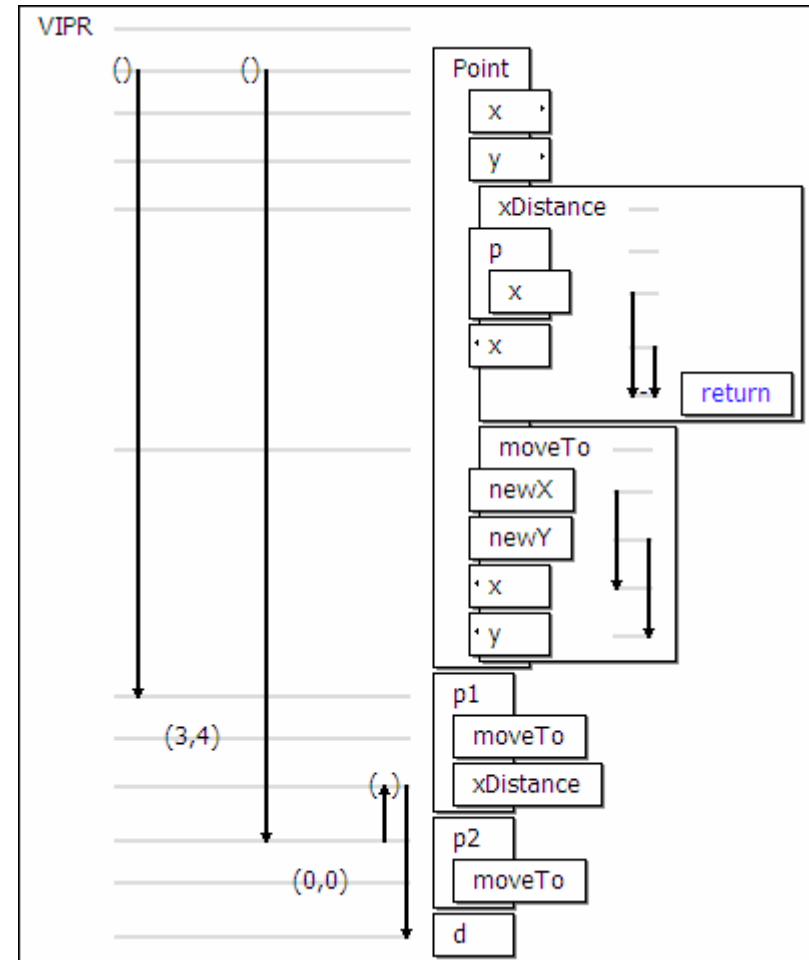 VIPR
() () Point
x
y
xDistance
p
x
x
- return
moveTo
newX
newY
x
y
p1
(3,4) moveTo
(.) xDistance
p2
(0,0) moveTo
d